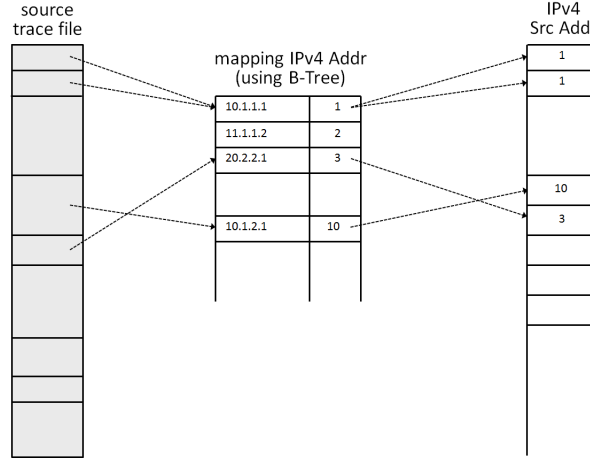 source
trace file
mapping IPv4 Addr
(using B-Tree)
10.1.1.1 1
11.1.1.2 2
20.2.2.1 3
10.1.2.1 10
IPv4
Src Add
1
1
10
3